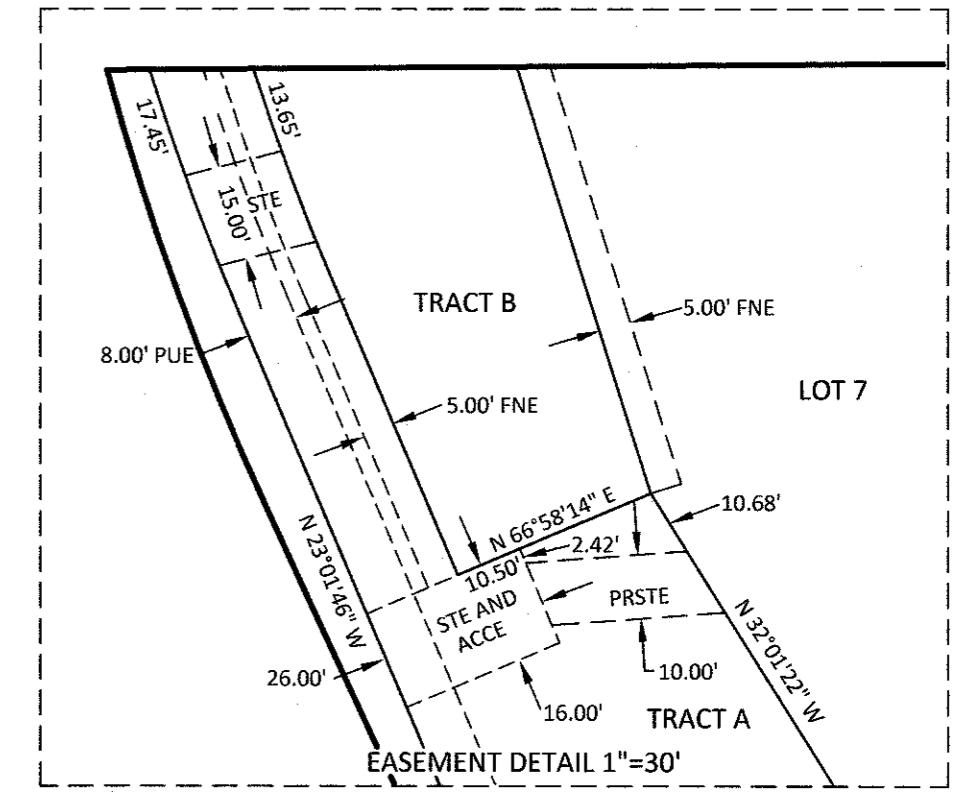 17.45'
13.65'
15.00'
STE
TRACT B
8.00' PUE
5.00' FNE
LOT 7
5.00' FNE
10.68'
N 66°58'14" E
2.42'
10.50'
STE AND
ACCE
PRSTE
N 23°01'46" W
N 32°01'22" W
26.00'
10.00'
16.00'
TRACT A
EASEMENT DETAIL 1"=30'